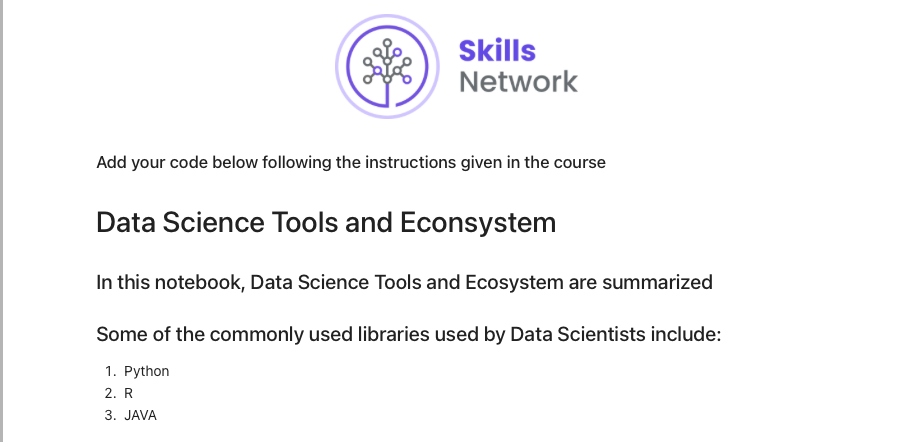 Skills
Network
Add your code below following the instructions given in the course
Data Science Tools and Econsystem
In this notebook, Data Science Tools and Ecosystem are summarized
Some of the commonly used libraries used by Data Scientists include:
1. Python
2. R
3. JAVA